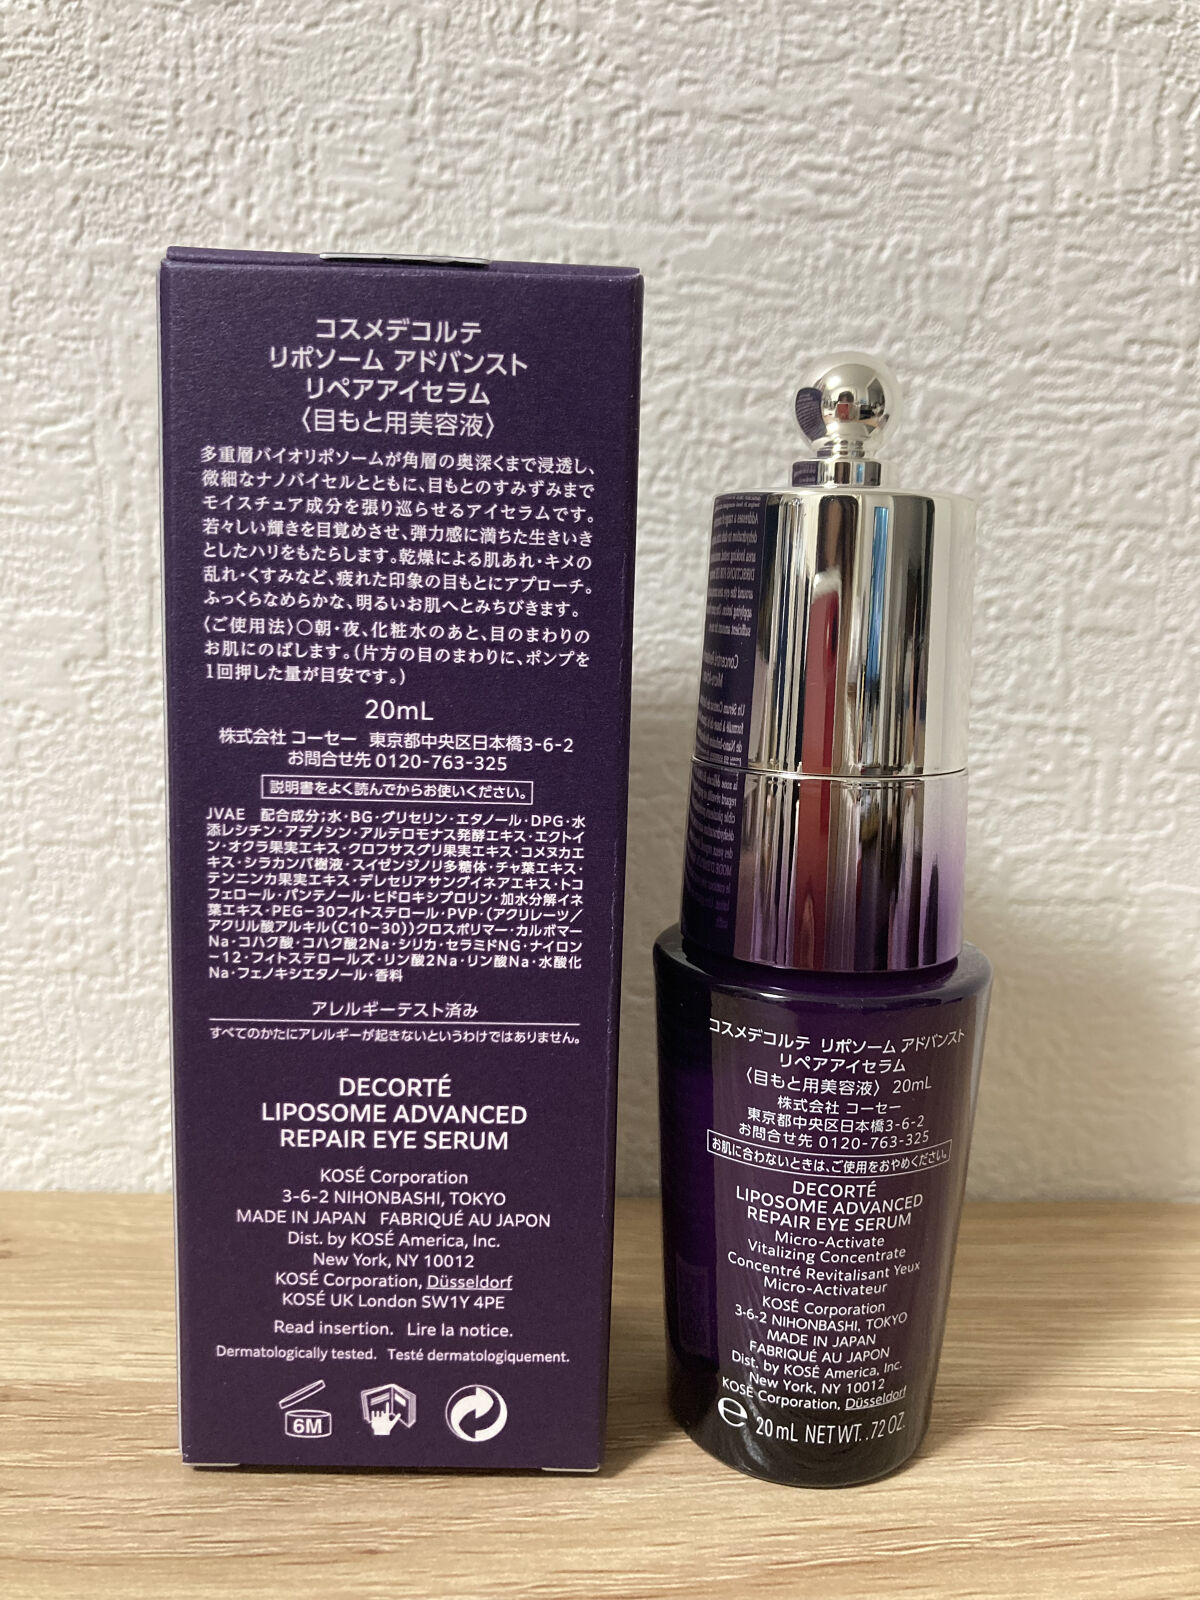 コスメデコルテ
リポソーム アドバンスト
リペアアイセラム
〈目もと用美容液〉
多重層バイオリポソームが角層の奥深くまで浸透し、
微細なナノバイセルとともに、目もとのすみずみまで
モイスチュア成分を張り巡らせるアイセラムです。
若々しい輝きを目覚めさせ、弾力感に満ちた生きいき
としたハリをもたらします。乾燥による肌あれ・キメの
乱れ・くすみなど、疲れた印象の目もとにアプローチ。
ふっくらなめらかな、明るいお肌へとみちびきます。
〈ご使用法〉○朝・夜、化粧水のあと、目のまわりの
お肌にのばします。(片方の目のまわりに、ポンプを
1回押した量が目安です。)
20mL
株式会社 コーセー 東京都中央区日本橋3-6-2
お問合せ先 0120-763-325
説明書をよく読んでからお使いください。
JVAE 配合成分;水・BG・グリセリン・エタノール・DPG・水
添レシチン・アデノシン・アルテロモナス発酵エキス・エクトイ
ン・オクラ果実エキス・クロフサスグリ果実エキス・コメヌカエ
キス・シラカンバ樹液・スイゼンジノリ多糖体・チャ葉エキス・
テンニンカ果実エキス・デレセリアサングイネアエキス・トコ
フェロール・パンテノール・ヒドロキシプロリン・加水分解イネ
葉エキス・PEG-30フィトステロール・PVP・(アクリレーツ/
アクリル酸アルキル(C10-30))クロスポリマー・カルボマー
Na・コハク酸・コハク酸2Na・シリカ・セラミドNG・ナイロン
-12・フィトステロールズ・リン酸2Na・リン酸Na・水酸化
Na・フェノキシエタノール・香料
アレルギーテスト済み
すべてのかたにアレルギーが起きないというわけではありません。
DECORTÉ
LIPOSOME ADVANCED
REPAIR EYE SERUM
KOSÉ Corporation
3-6-2 NIHONBASHI, TOKYO
MADE IN JAPAN FABRIQUÉ AU JAPON
Dist. by KOSÉ America, Inc.
New York, NY 10012
KOSÉ Corporation, Düsseldorf
KOSÉ UK London SW1Y 4PE
Read insertion. Lire la notice.
Dermatologically tested. Testé dermatologiquement.
6M
コスメデコルテ リポソーム アドバンスト
リペアアイセラム
〈目もと用美容液〉 20mL
株式会社 コーセー
東京都中央区日本橋3-6-2
お問合せ先 0120-763-325
お肌に合わないときは、ご使用をおやめください。
DECORTÉ
LIPOSOME ADVANCED
REPAIR EYE SERUM
Micro-Activate
Vitalizing Concentrate
Concentré Revitalisant Yeux
Micro-Activateur
KOSÉ Corporation
3-6-2 NIHONBASHI, TOKYO
MADE IN JAPAN
FABRIQUÉ AU JAPON
Dist. by KOSÉ America, Inc.
New York, NY 10012
KOSÉ Corporation, Düsseldorf
℮ 20mL NET WT. .72 OZ.